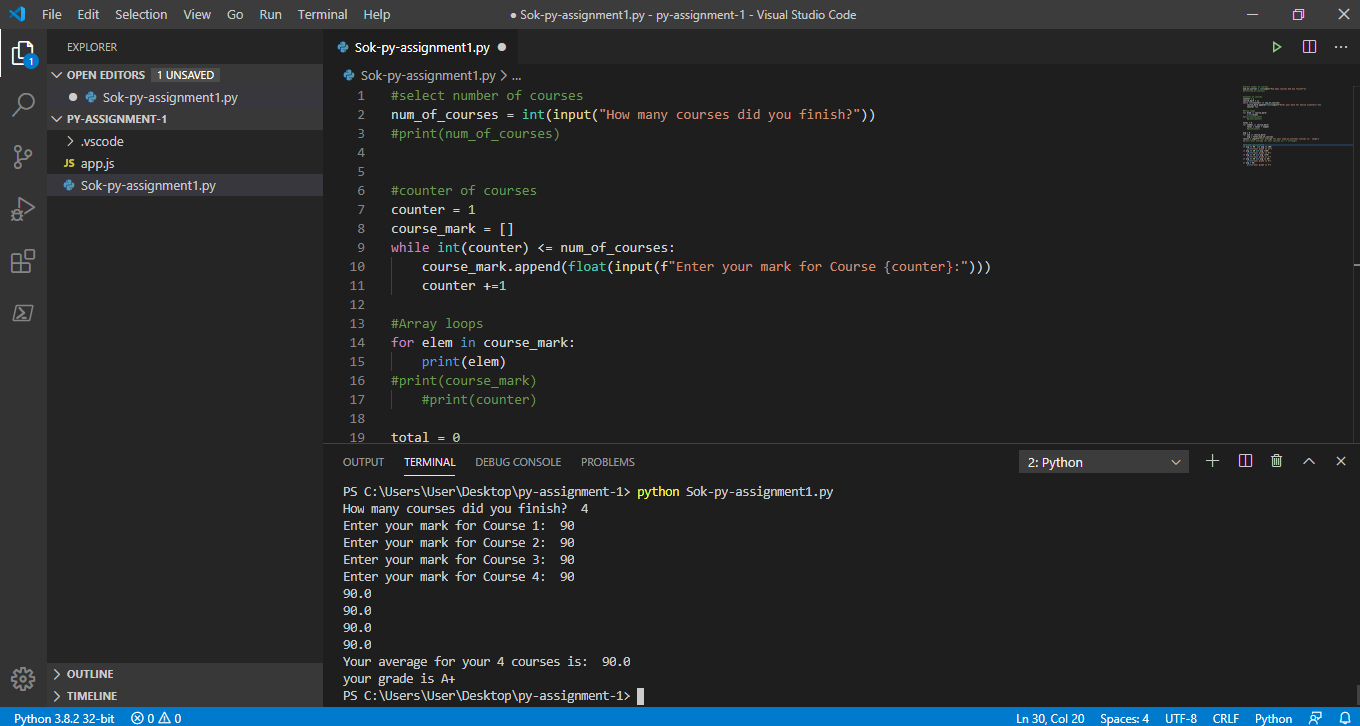 File Edit Selection View Go Run Terminal Help ● Sok-py-assignment1.py - py-assignment-1 - Visual Studio Code
EXPLORER
OPEN EDITORS 1 UNSAVED
Sok-py-assignment1.py
PY-ASSIGNMENT-1
.vscode
JS app.js
Sok-py-assignment1.py
OUTLINE
TIMELINE
1
Sok-py-assignment1.py ●
Sok-py-assignment1.py > ...
1 #select number of courses
2 num_of_courses = int(input("How many courses did you finish?"))
3 #print(num_of_courses)
4
5
6 #counter of courses
7 counter = 1
8 course_mark = []
9 while int(counter) <= num_of_courses:
10 course_mark.append(float(input(f"Enter your mark for Course {counter}:")))
11 counter +=1
12
13 #Array loops
14 for elem in course_mark:
15 print(elem)
16 #print(course_mark)
17 #print(counter)
18
19 total = 0
OUTPUT TERMINAL DEBUG CONSOLE PROBLEMS 2: Python
PS C:\Users\User\Desktop\py-assignment-1> python Sok-py-assignment1.py
How many courses did you finish? 4
Enter your mark for Course 1: 90
Enter your mark for Course 2: 90
Enter your mark for Course 3: 90
Enter your mark for Course 4: 90
90.0
90.0
90.0
90.0
Your average for your 4 courses is: 90.0
your grade is A+
PS C:\Users\User\Desktop\py-assignment-1>
Python 3.8.2 32-bit 0 0 Ln 30, Col 20 Spaces: 4 UTF-8 CRLF Python